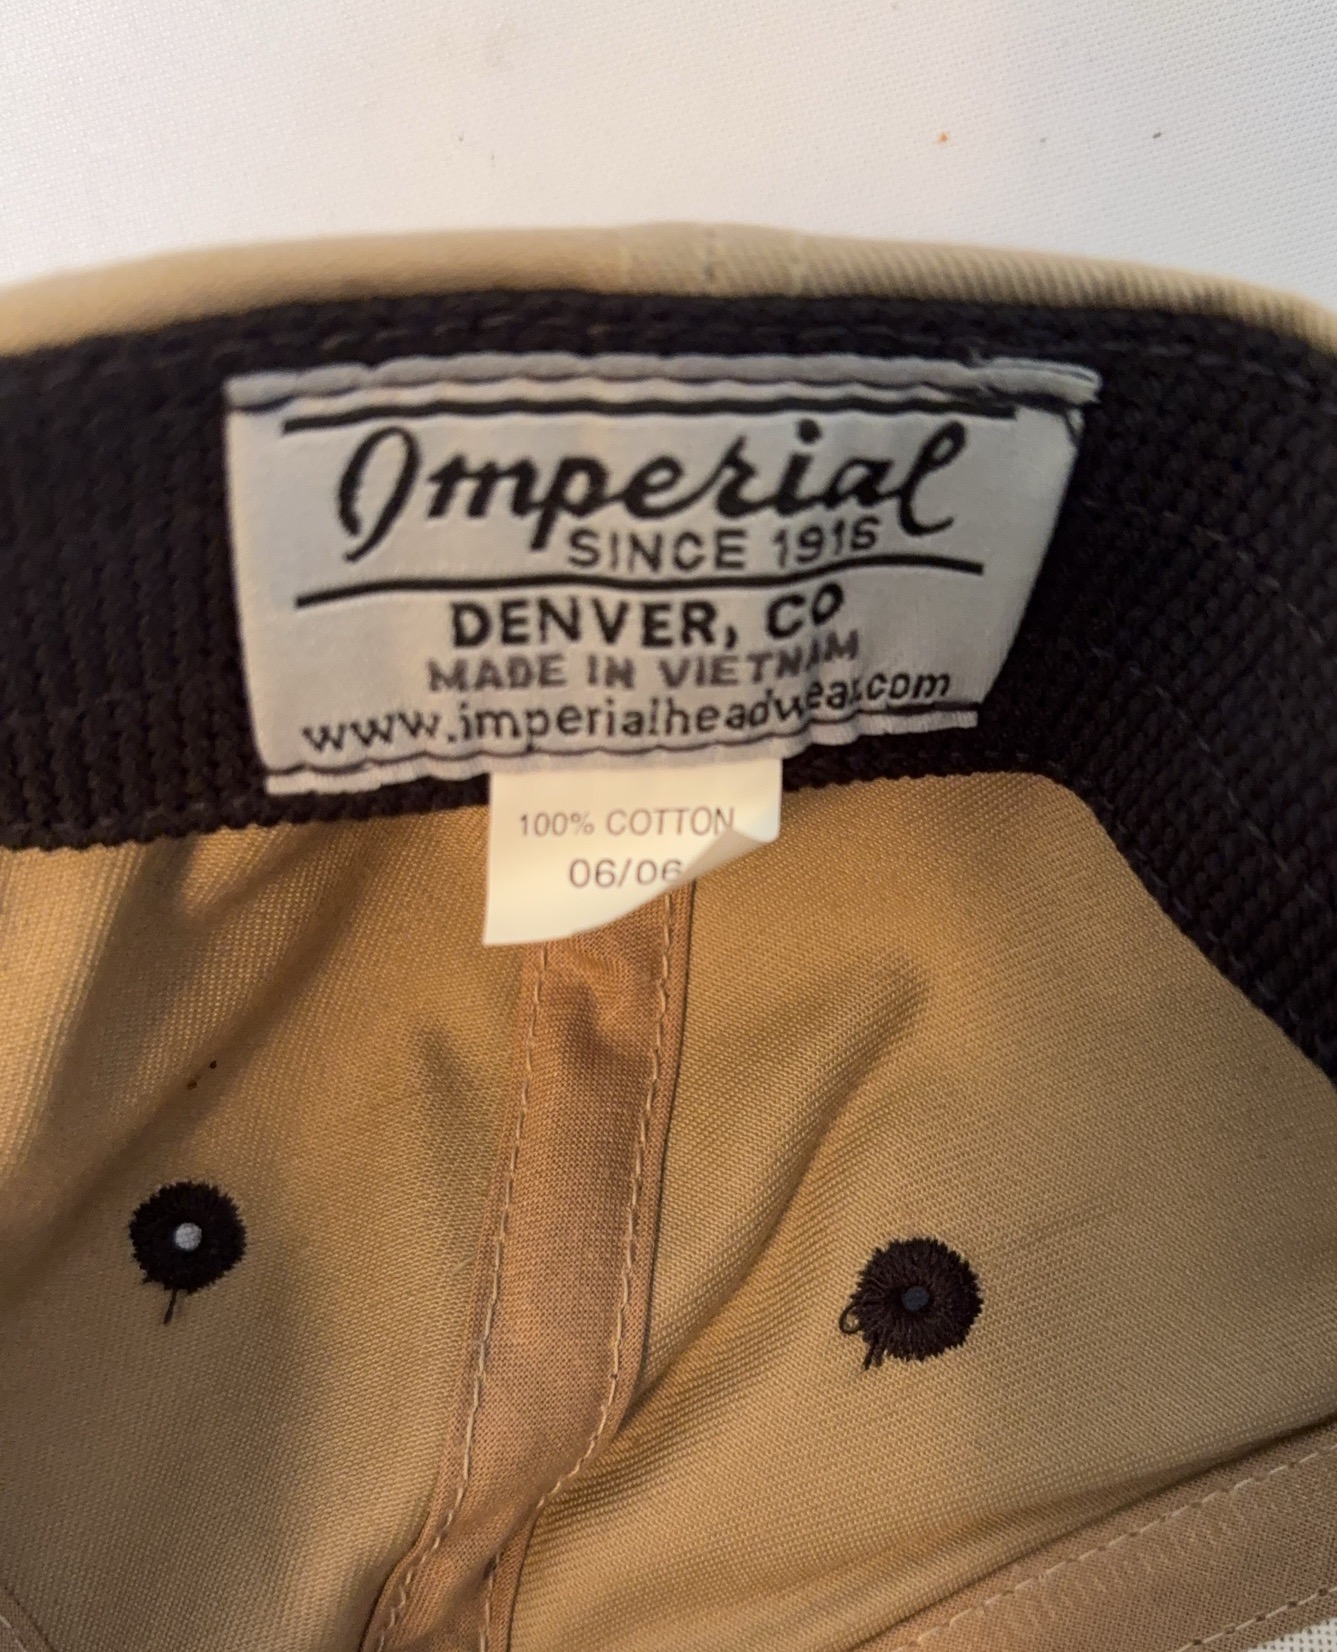 Imperial
SINCE 1916
DENVER, CO
MADE IN VIETNAM
www.imperialheadwear.com
100% COTTON
06/06